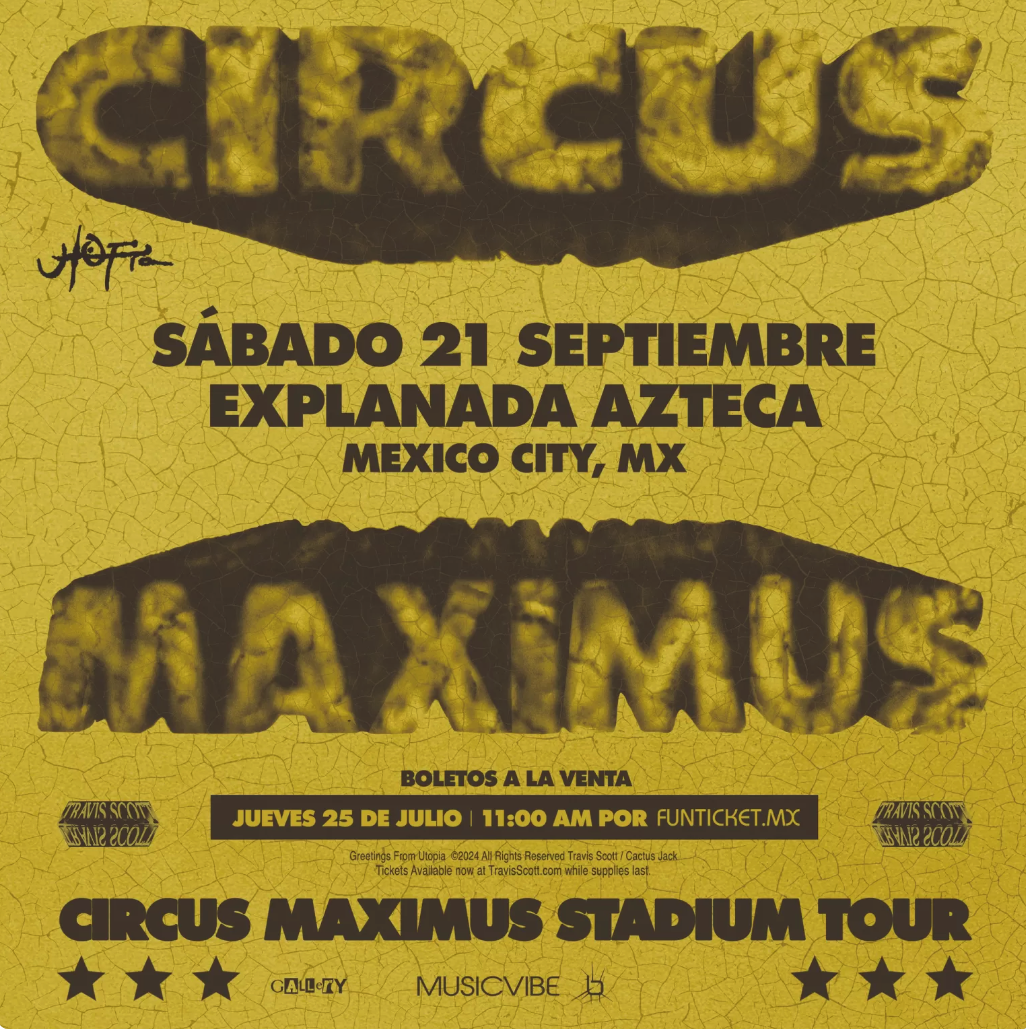 CIRCUS
SÁBADO 21 SEPTIEMBRE
EXPLANADA AZTECA
MEXICO CITY, MX
MAXIMUS
BOLETOS A LA VENTA
TRAVIS SCOTT
JUEVES 25 DE JULIO | 11:00 AM POR FUNTICKET.MX
TRAVIS SCOTT
Greetings From Utopia ©2024 All Rights Reserved Travis Scott / Cactus Jack
Tickets Available now at TravisScott.com while supplies last.
CIRCUS MAXIMUS STADIUM TOUR
GALLERY
MUSICVIBE